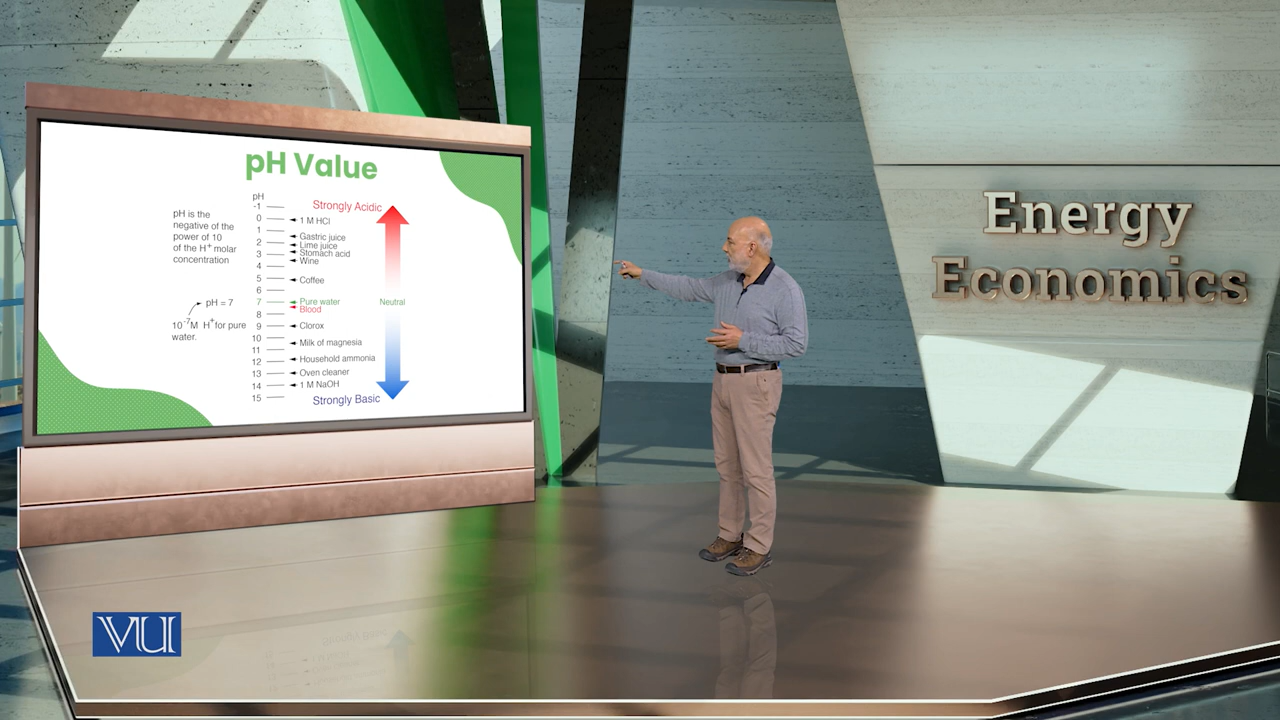 pH Value
pH is the
negative of the
power of 10
of the H+ molar
concentration
pH = 7
10-7M H+for pure
water.
pH
-1
0
1
2
3
4
5
6
7
8
9
10
11
12
13
14
15
Strongly Acidic
1 M HCl
Gastric juice
Lime juice
Stomach acid
Wine
Coffee
Pure water
Blood
Clorox
Milk of magnesia
Household ammonia
Oven cleaner
1 M NaOH
Strongly Basic
Neutral
Energy
Economics
VU